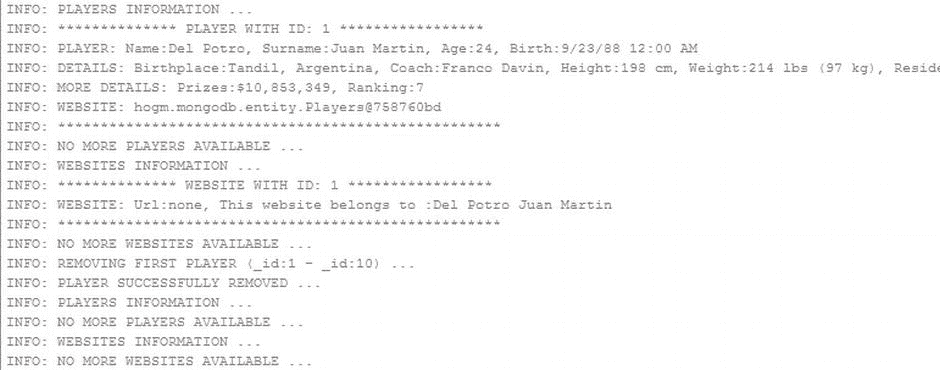 INFO: PLAYERS INFORMATION ...
INFO: ************** PLAYER WITH ID: 1 *****************
INFO: PLAYER: Name:Del Potro, Surname:Juan Martin, Age:24, Birth:9/23/88 12:00 AM
INFO: DETAILS: Birthplace:Tandil, Argentina, Coach:Franco Davin, Height:198 cm, Weight:214 lbs (97 kg), Reside
INFO: MORE DETAILS: Prizes:$10,853,349, Ranking:7
INFO: WEBSITE: hogm.mongodb.entity.Players@758760bd
INFO: ****************************************************
INFO: NO MORE PLAYERS AVAILABLE ...
INFO: WEBSITES INFORMATION ...
INFO: ************** WEBSITE WITH ID: 1 *****************
INFO: WEBSITE: Url:none, This website belongs to :Del Potro Juan Martin
INFO: ****************************************************
INFO: NO MORE WEBSITES AVAILABLE ...
INFO: REMOVING FIRST PLAYER (_id:1 - _id:10) ...
INFO: PLAYER SUCCESSFULLY REMOVED ...
INFO: PLAYERS INFORMATION ...
INFO: NO MORE PLAYERS AVAILABLE ...
INFO: WEBSITES INFORMATION ...
INFO: NO MORE WEBSITES AVAILABLE ...